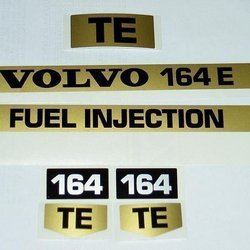 TE
VOLVO 164 E
FUEL INJECTION
164 164
TE TE